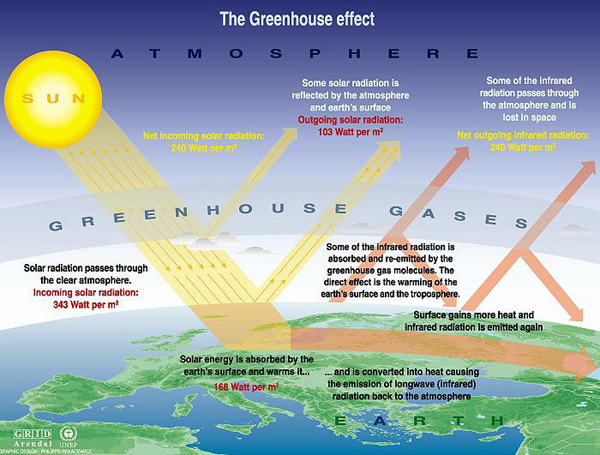 The Greenhouse effect
ATMOSPHERE
SUN
Net incoming solar radiation:
240 Watt per m²
Some solar radiation is
reflected by the atmosphere
and earth's surface
Outgoing solar radiation:
103 Watt per m²
Some of the infrared
radiation passes through
the atmosphere and is
lost in space
Net outgoing infrared radiation:
240 Watt per m²
GREENHOUSE GASES
Solar radiation passes through
the clear atmosphere.
Incoming solar radiation:
343 Watt per m²
Some of the infrared radiation is
absorbed and re-emitted by the
greenhouse gas molecules. The
direct effect is the warming of the
earth's surface and the troposphere.
Surface gains more heat and
infrared radiation is emitted again
Solar energy is absorbed by the
earth's surface and warms it...
168 Watt per m²
... and is converted into heat causing
the emission of longwave (infrared)
radiation back to the atmosphere
EARTH
GRID
Arendal
UNEP
GRAPHIC DESIGN : PHILIPPE REKACEWICZ